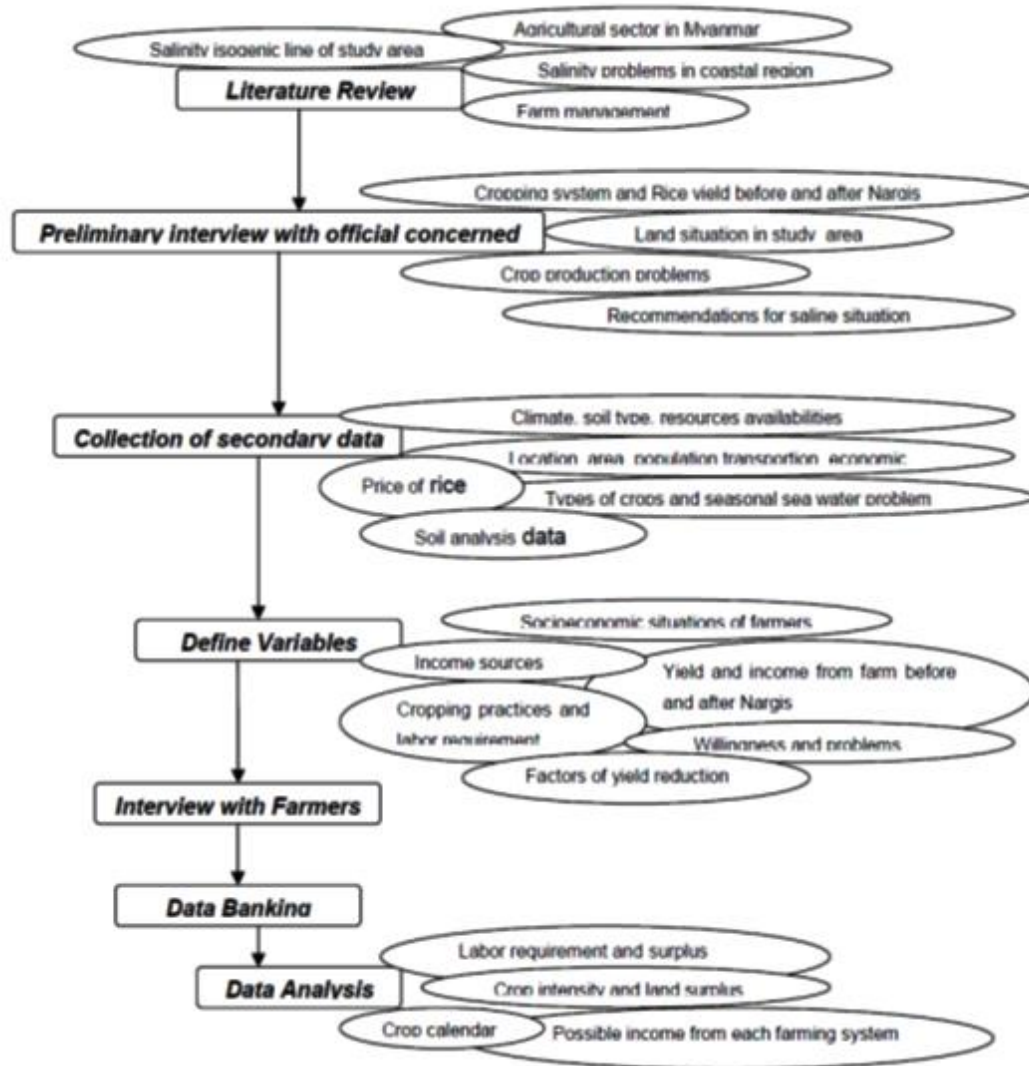 Agricultural sector in Myanmar
Salinity isogenic line of study area
Salinity problems in coastal region
Literature Review
Farm management
Cropping system and Rice yield before and after Nargis
Preliminary interview with official concerned
Land situation in study area
Crop production problems
Recommendations for saline situation
Climate, soil type, resources availabilities
Collection of secondary data
Location, area, population transportion, economic
Price of rice
Types of crops and seasonal sea water problem
Soil analysis data
Socioeconomic situations of farmers
Define Variables
Income sources
Yield and income from farm before
and after Nargis
Cropping practices and
labor requirement
Willingness and problems
Factors of yield reduction
Interview with Farmers
Data Banking
Labor requirement and surplus
Data Analysis
Crop intensity and land surplus
Crop calendar
Possible income from each farming system